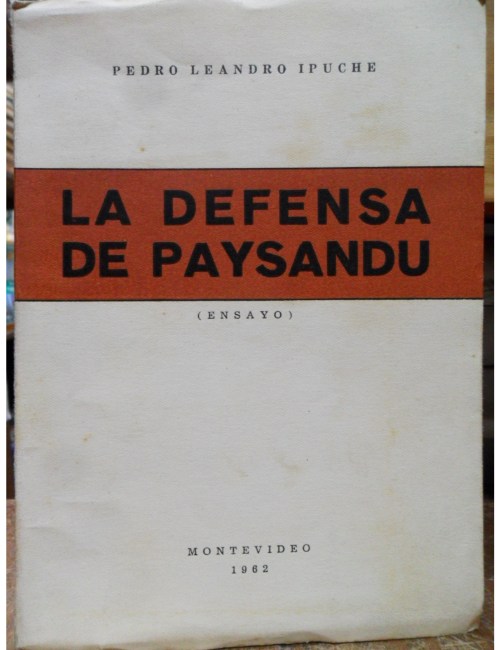 PEDRO LEANDRO IPUCHE
LA DEFENSA
DE PAYSANDU
(ENSAYO)
MONTEVIDEO
1962